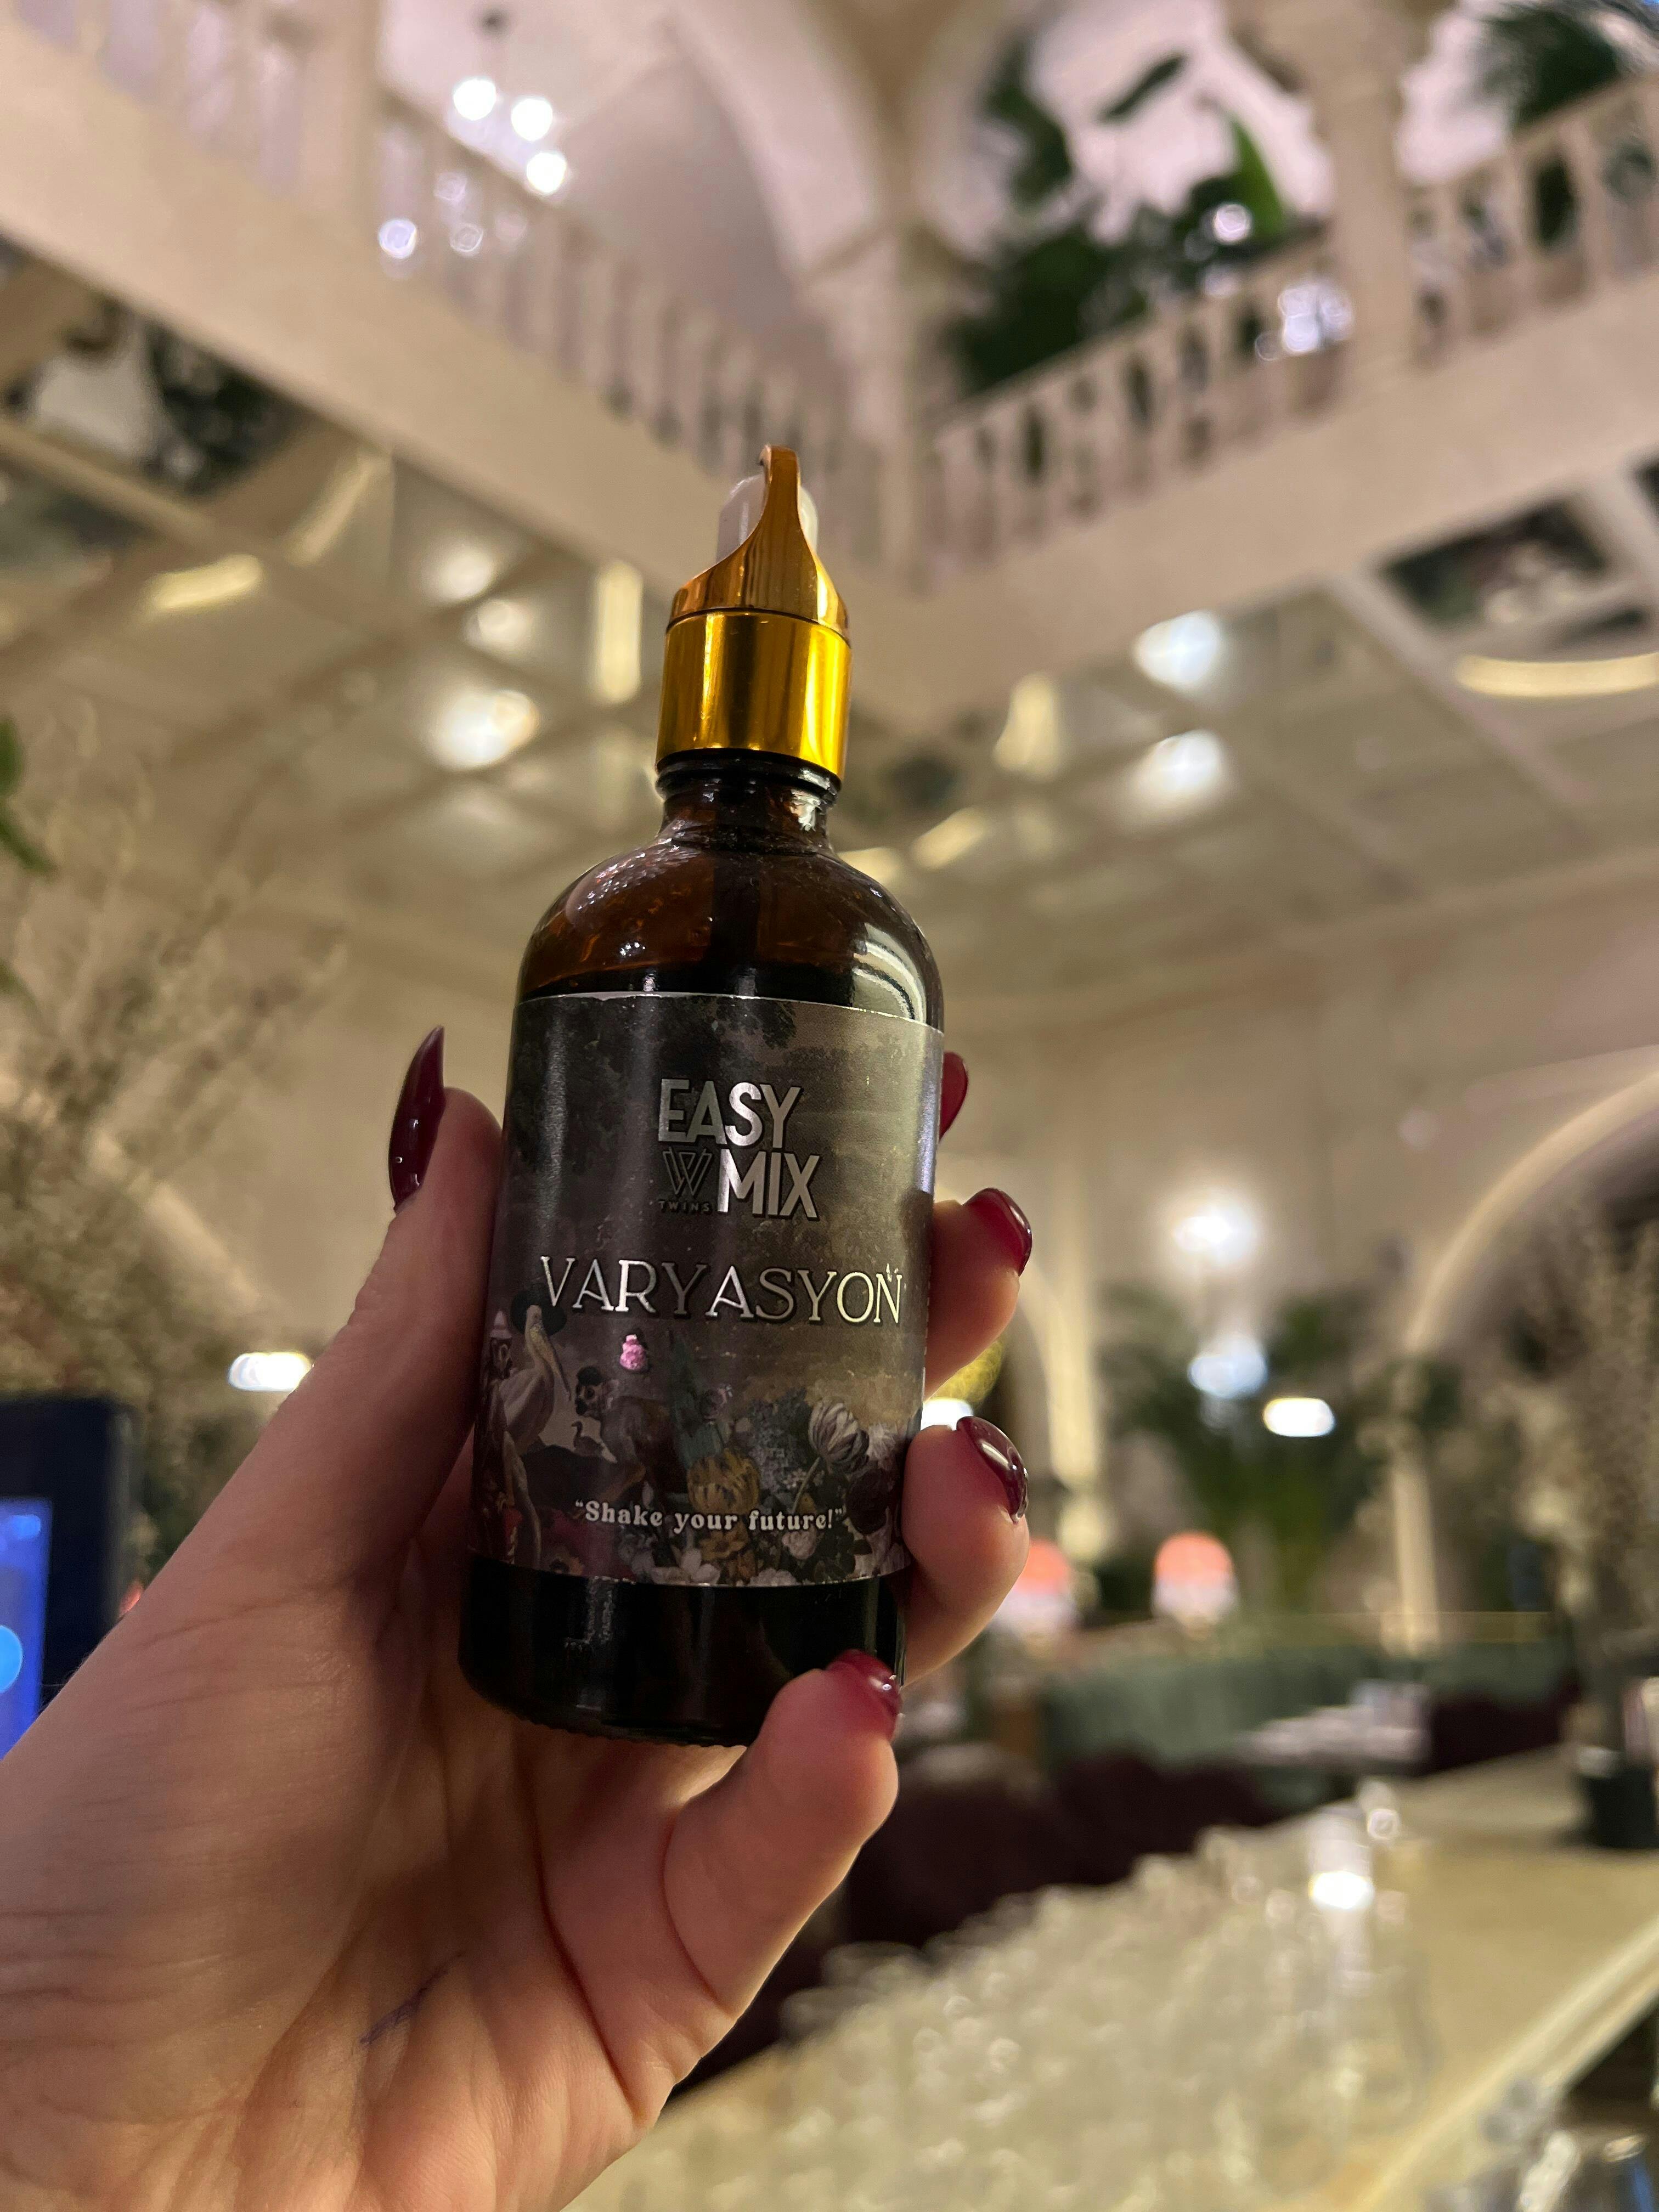 EASY
MIX
TWINS
VARYASYON
“Shake your future!”